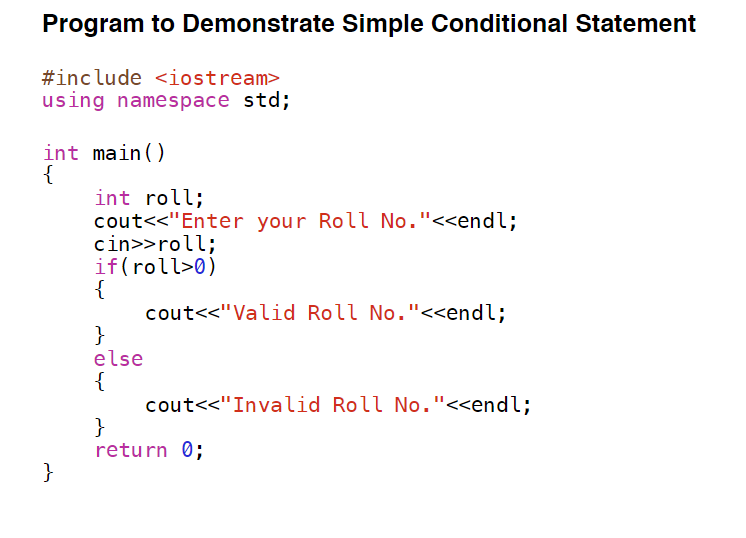 Program to Demonstrate Simple Conditional Statement
#include <iostream>
using namespace std;
int main()
{
int roll;
cout<<"Enter your Roll No."<<endl;
cin>>roll;
if(roll>0)
{
cout<<"Valid Roll No."<<endl;
}
else
{
cout<<"Invalid Roll No."<<endl;
}
return 0;
}